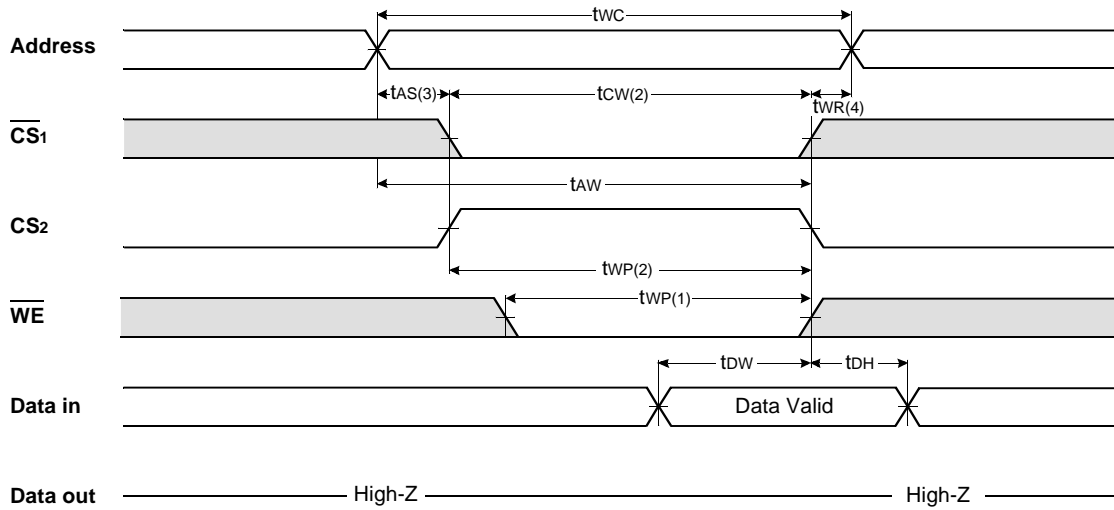 tWC
Address
tAS(3) tCW(2) tWR(4)
CS1
tAW
CS2
tWP(2)
tWP(1)
WE
tDW tDH
Data in Data Valid
Data out High-Z High-Z